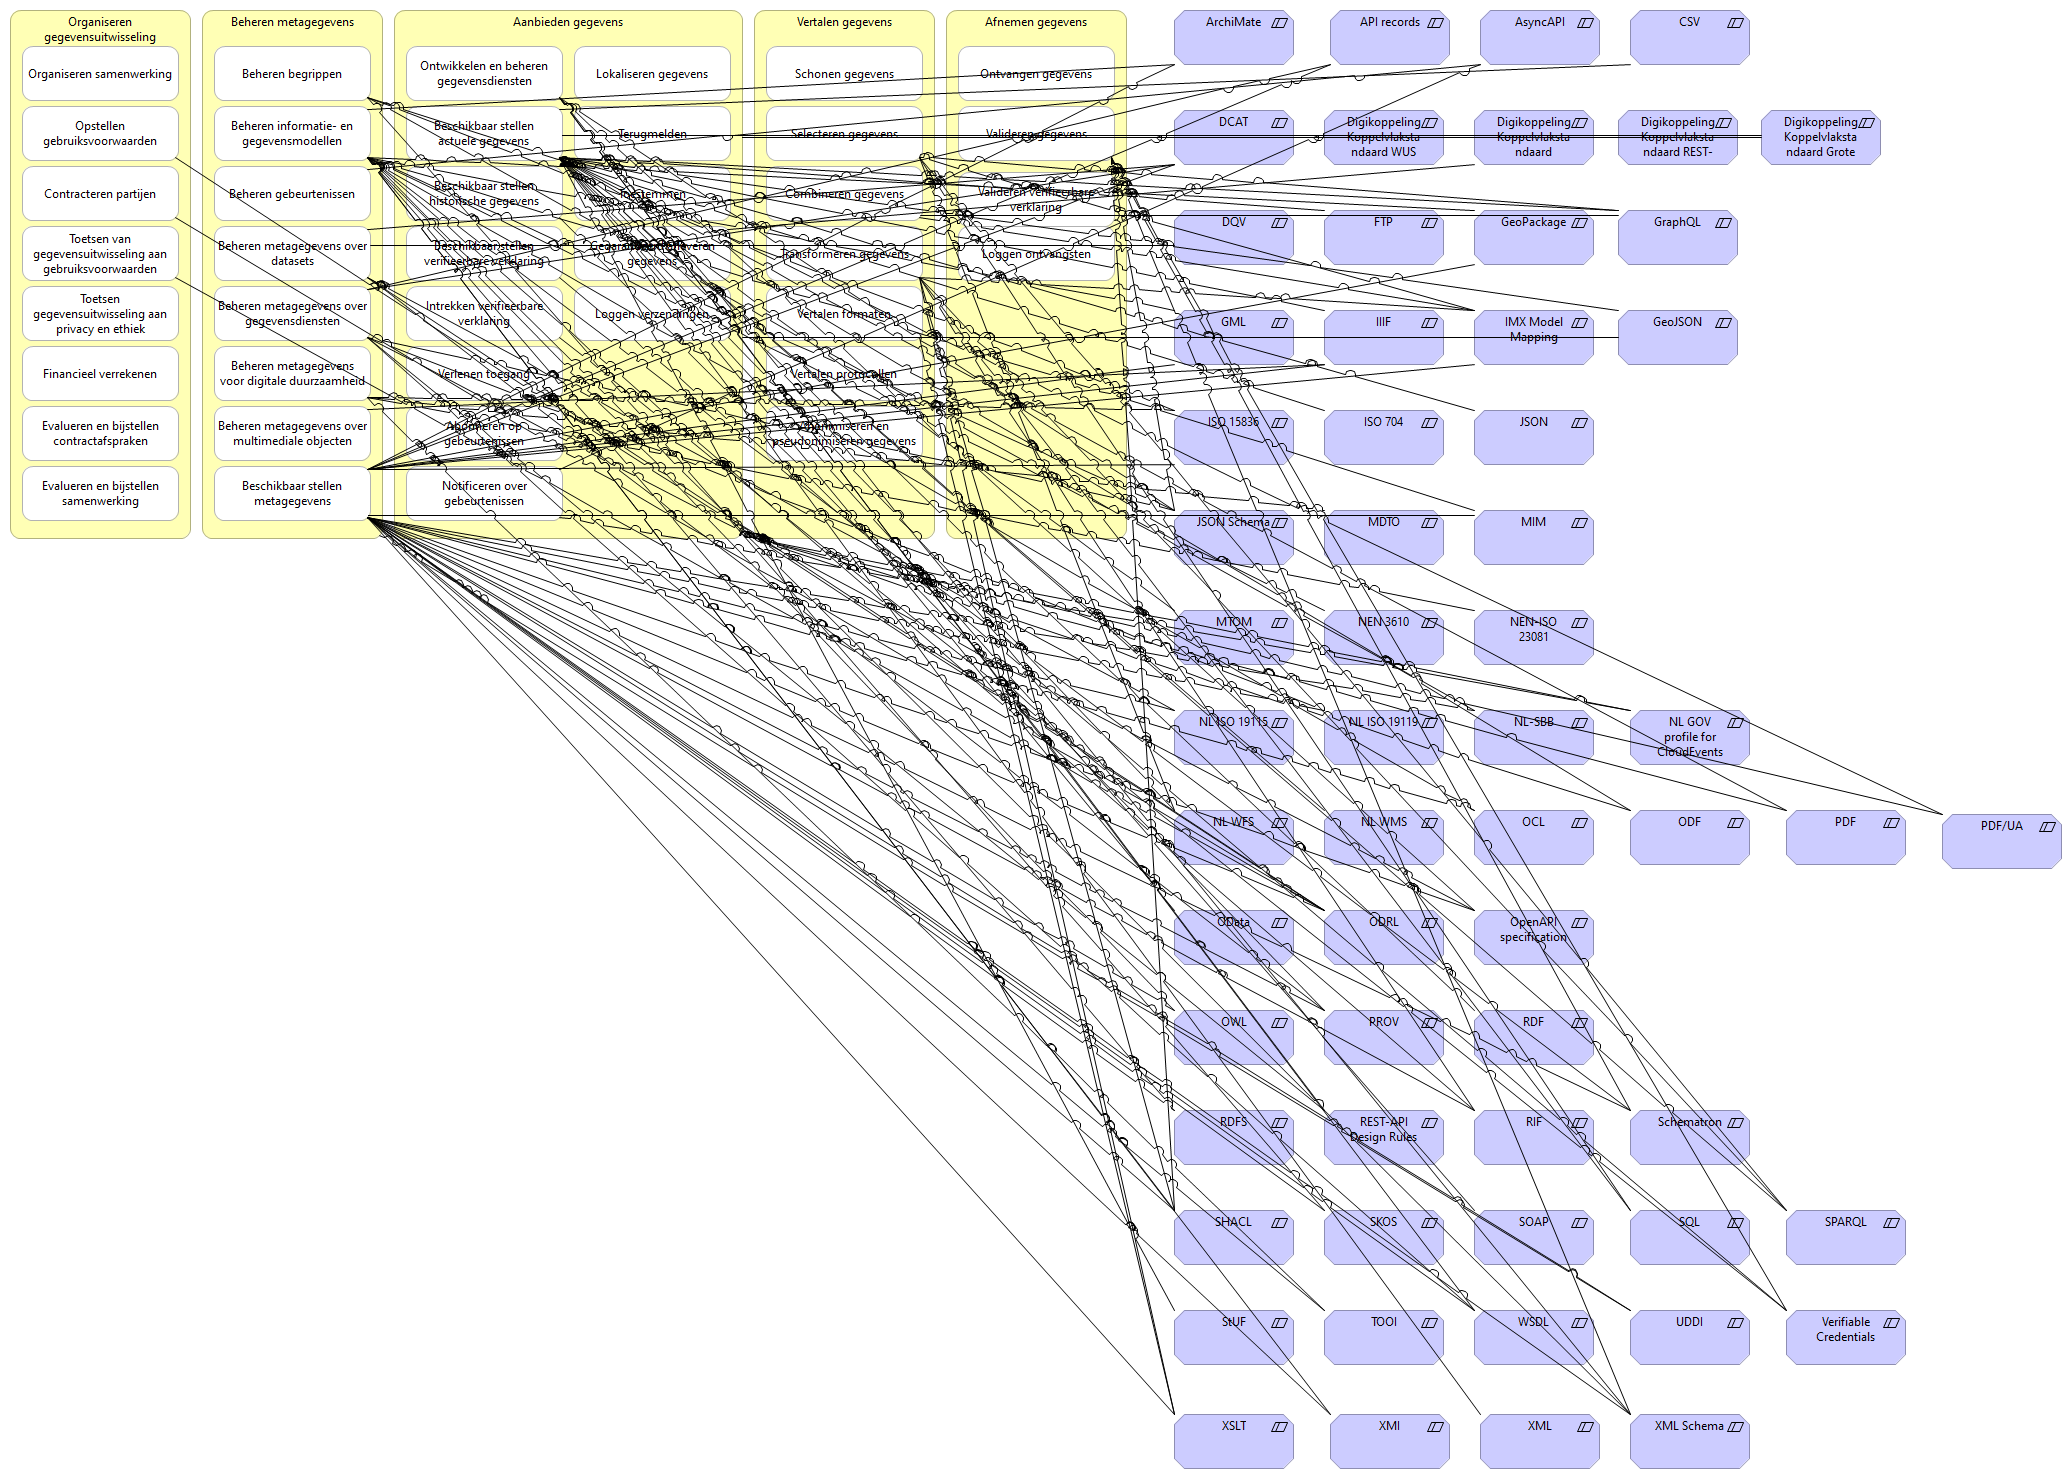 Organiseren
gegevensuitwisseling
Organiseren samenwerking
Opstellen
gebruiksvoorwaarden
Contracteren partijen
Toetsen van
gegevensuitwisseling aan
gebruiksvoorwaarden
Toetsen
gegevensuitwisseling aan
privacy en ethiek
Financieel verrekenen
Evalueren en bijstellen
contractafspraken
Evalueren en bijstellen
samenwerking
Beheren metagegevens
Beheren begrippen
Beheren informatie- en
gegevensmodellen
Beheren gebeurtenissen
Beheren metagegevens over
datasets
Beheren metagegevens over
gegevensdiensten
Beheren metagegevens
voor digitale duurzaamheid
Beheren metagegevens over
multimediale objecten
Beschikbaar stellen
metagegevens
Aanbieden gegevens
Ontwikkelen en beheren
gegevensdiensten
Beschikbaar stellen
actuele gegevens
Beschikbaar stellen
historische gegevens
Beschikbaar stellen
verifieerbare verklaring
Intrekken verifieerbare
verklaring
Verlenen toegang
Abonneren op
gebeurtenissen
Notificeren over
gebeurtenissen
Lokaliseren gegevens
Terugmelden
Toestemmen
gegevens
Loggen verzendingen
Vertalen gegevens
Schonen gegevens
Selecteren gegevens
Combineren gegevens
Transformeren gegevens
Vertalen formaten
Vertalen protocollen
Anonimiseren en
pseudonimiseren gegevens
Afnemen gegevens
Ontvangen gegevens
Valideren gegevens
Valideren verifieerbare
verklaring
Loggen ontvangsten
ArchiMate
API records
AsyncAPI
CSV
DCAT
Digikoppeling
Koppelvlaksta
ndaard WUS
Digikoppeling
Koppelvlaksta
ndaard
Digikoppeling
Koppelvlaksta
ndaard REST-
Digikoppeling
Koppelvlaksta
ndaard Grote
DQV
FTP
GeoPackage
GraphQL
GML
IIIF
IMX Model
Mapping
GeoJSON
ISO 15836
ISO 704
JSON
JSON Schema
MDTO
MIM
MTOM
NEN 3610
NEN-ISO
23081
NL ISO 19115
NL ISO 19119
NL-SBB
NL GOV
profile for
CloudEvents
NL WFS
NL WMS
OCL
ODF
PDF
PDF/UA
OData
ODRL
OpenAPI
specification
OWL
PROV
RDF
RDFS
REST-API
Design Rules
RIF
Schematron
SHACL
SKOS
SOAP
SQL
SPARQL
StUF
TOOI
WSDL
UDDI
Verifiable
Credentials
XSLT
XMI
XML
XML Schema